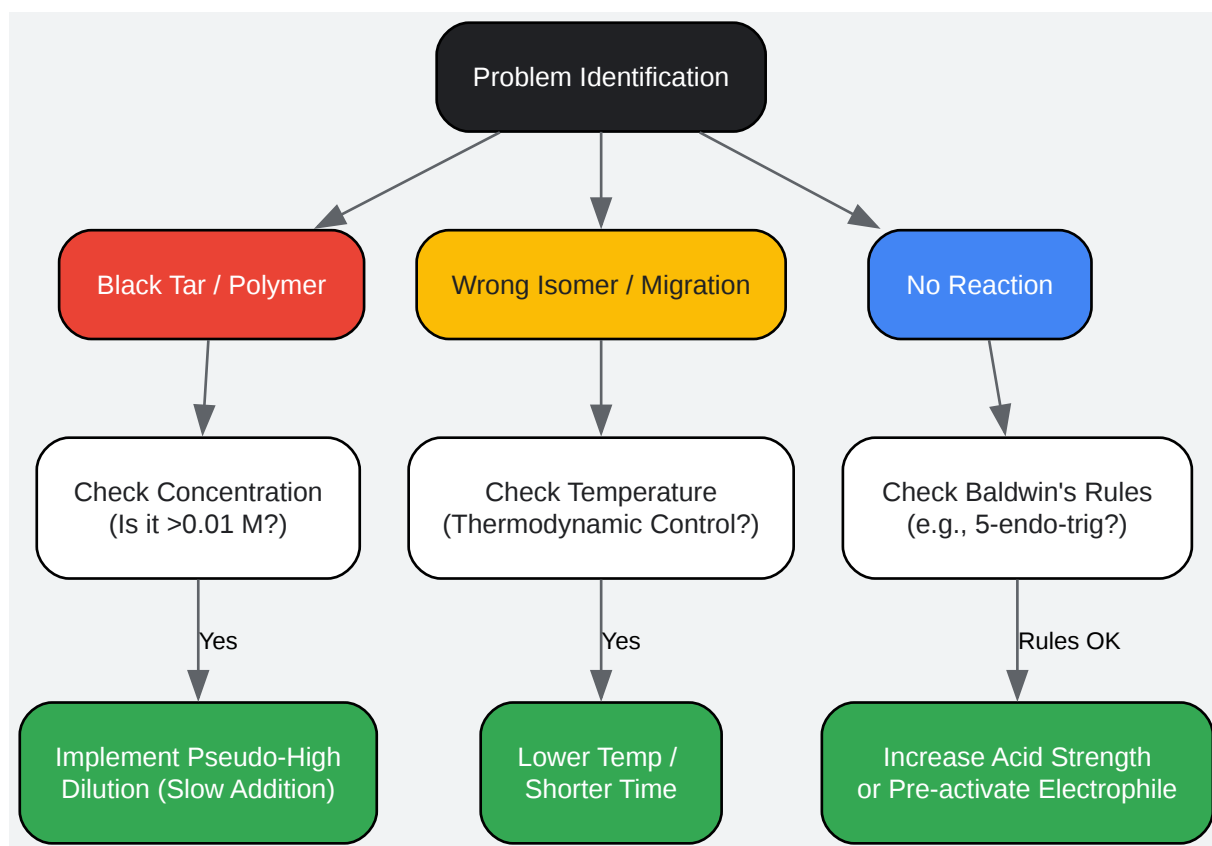 Problem Identification
Black Tar / Polymer
Wrong Isomer / Migration
No Reaction
Check Concentration
(Is it >0.01 M?)
Check Temperature
(Thermodynamic Control?)
Check Baldwin's Rules
(e.g., 5-endo-trig?)
Yes
Yes
Rules OK
Implement Pseudo-High
Dilution (Slow Addition)
Lower Temp /
Shorter Time
Increase Acid Strength
or Pre-activate Electrophile